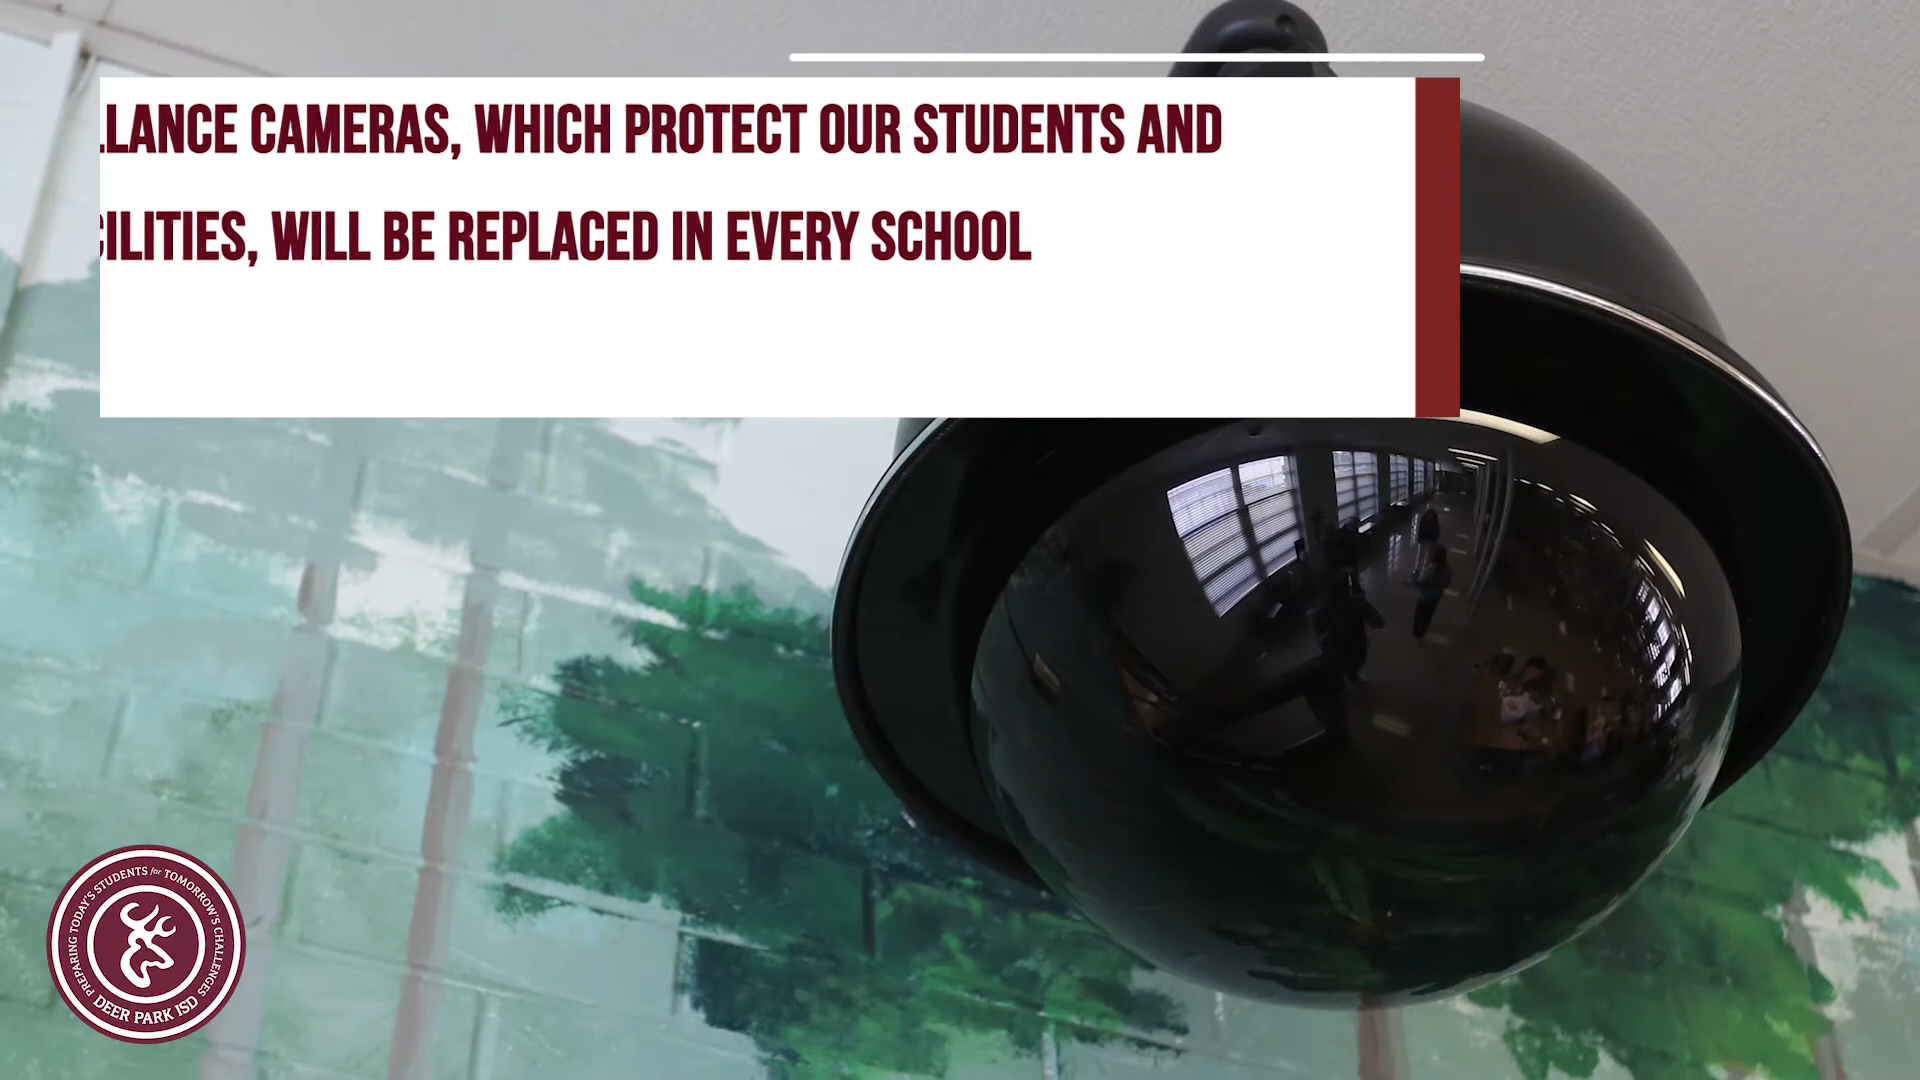 LLANCE CAMERAS, WHICH PROTECT OUR STUDENTS AND
CILITIES, WILL BE REPLACED IN EVERY SCHOOL
PREPARING TODAY'S STUDENTS for TOMORROW'S CHALLENGES
DEER PARK ISD